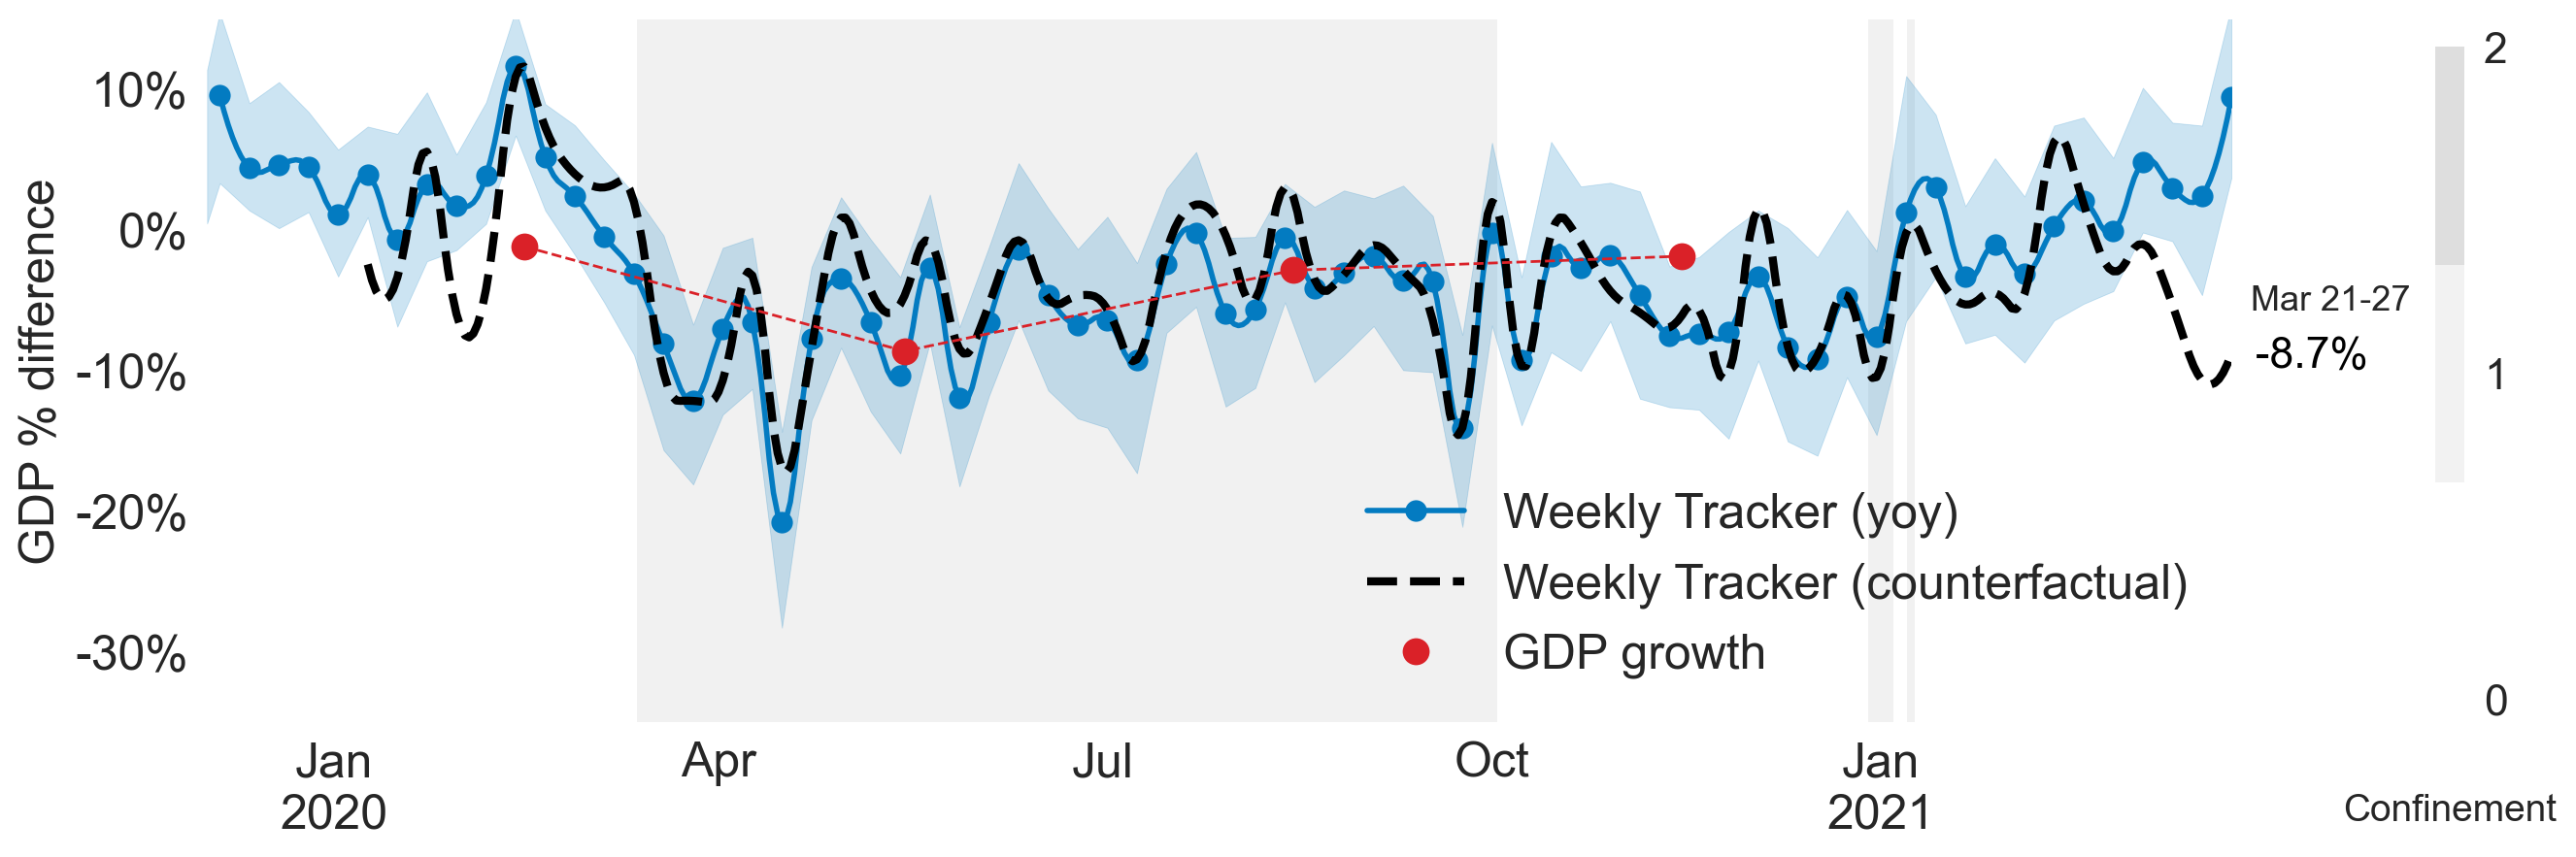 GDP % difference
10%
0%
-10%
-20%
-30%
Weekly Tracker (yoy)
Weekly Tracker (counterfactual)
GDP growth
Jan
2020
Apr
Jul
Oct
Jan
2021
Mar 21-27
-8.7%
2
1
0
Confinement